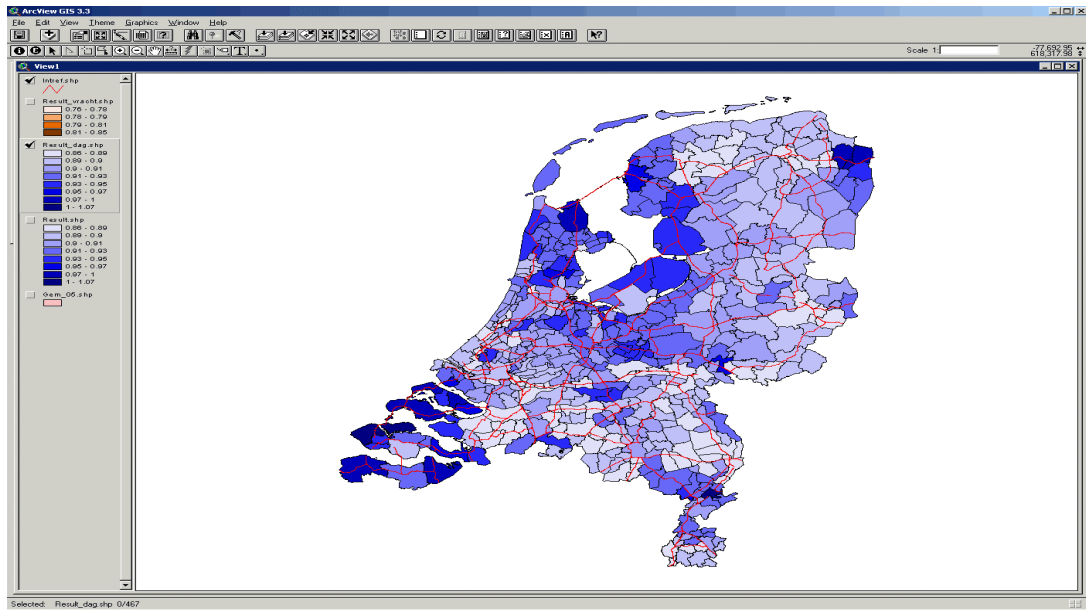 ArcView GIS 3.3
File Edit View Theme Graphics Window Help
Scale 1:
-77,692.95
618,317.98
View1
Intref.shp
Result_vracht.shp
0.76 - 0.78
0.78 - 0.79
0.79 - 0.81
0.81 - 0.85
Result_dag.shp
0.86 - 0.89
0.89 - 0.9
0.9 - 0.91
0.91 - 0.93
0.93 - 0.95
0.95 - 0.97
0.97 - 1
1 - 1.07
Result.shp
0.86 - 0.89
0.89 - 0.9
0.9 - 0.91
0.91 - 0.93
0.93 - 0.95
0.95 - 0.97
0.97 - 1
1 - 1.07
Gem_05.shp
Selected: Result_dag.shp 0/467